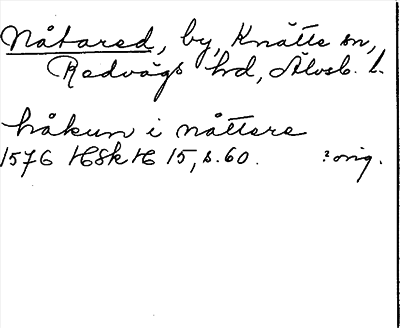 Nåtared, by, Knätte sn,
Redvägs hd, Älvsb. l.
håkun i nåttere
1576 HSkH 15, s. 60. ? orig.